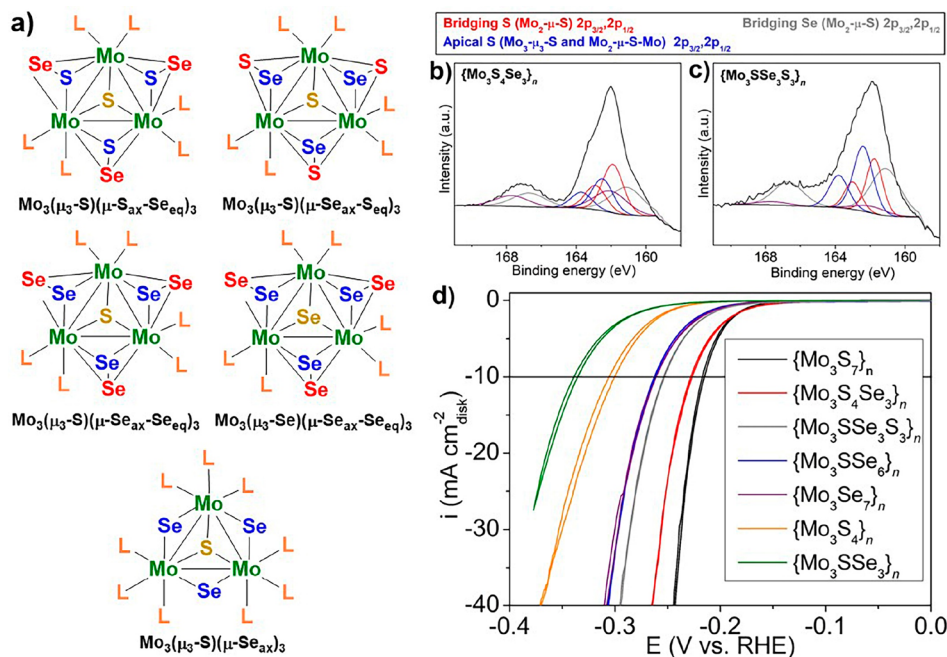 a)
Se Mo Se
S S
S
L L
Mo Mo
L S L
L Se L
Mo₃(μ₃-S)(μ-Sₐₓ-Seₑq)₃
S Mo S
Se Se
S
L L
Mo Mo
L Se L
L S L
Mo₃(μ₃-S)(μ-Seₐₓ-Sₑq)₃
L L
Se Mo Se
Se Se
S
L
Mo Mo
L Se L
L Se L
Mo₃(μ₃-S)(μ-Seₐₓ-Seₑq)₃
L L
Se Mo Se
Se Se
Se
L
Mo Mo
L Se L
L Se L
Mo₃(μ₃-Se)(μ-Seₐₓ-Seₑq)₃
L
L L
Mo
Se Se
L S L
Mo Mo
L Se L
L L
Mo₃(μ₃-S)(μ-Seₐₓ)₃
Bridging S (Mo₂-μ-S) 2p₃/₂,2p₁/₂
Bridging Se (Mo₂-μ-S) 2p₃/₂,2p₁/₂
Apical S (Mo₃-μ₃-S and Mo₂-μ-S-Mo) 2p₃/₂,2p₁/₂
b)
{Mo₃S₄Se₃}ₙ
Intensity (a.u.)
168 164 160
Binding energy (eV)
c)
{Mo₃SSe₃S₃}ₙ
Intensity (a.u.)
168 164 160
Binding energy (eV)
d)
i (mA cm⁻²disk)
0
-10
-20
-30
-40
{Mo₃S₇}ₙ
{Mo₃S₄Se₃}ₙ
{Mo₃SSe₃S₃}ₙ
{Mo₃SSe₆}ₙ
{Mo₃Se₇}ₙ
{Mo₃S₄}ₙ
{Mo₃SSe₃}ₙ
-0.4 -0.3 -0.2 -0.1 0.0
E (V vs. RHE)